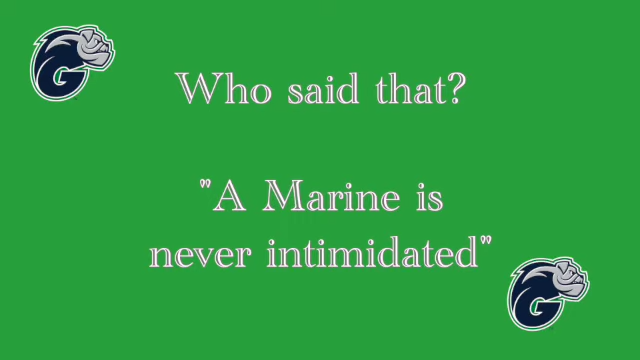 Who said that?
"A Marine is
never intimidated"
G
G